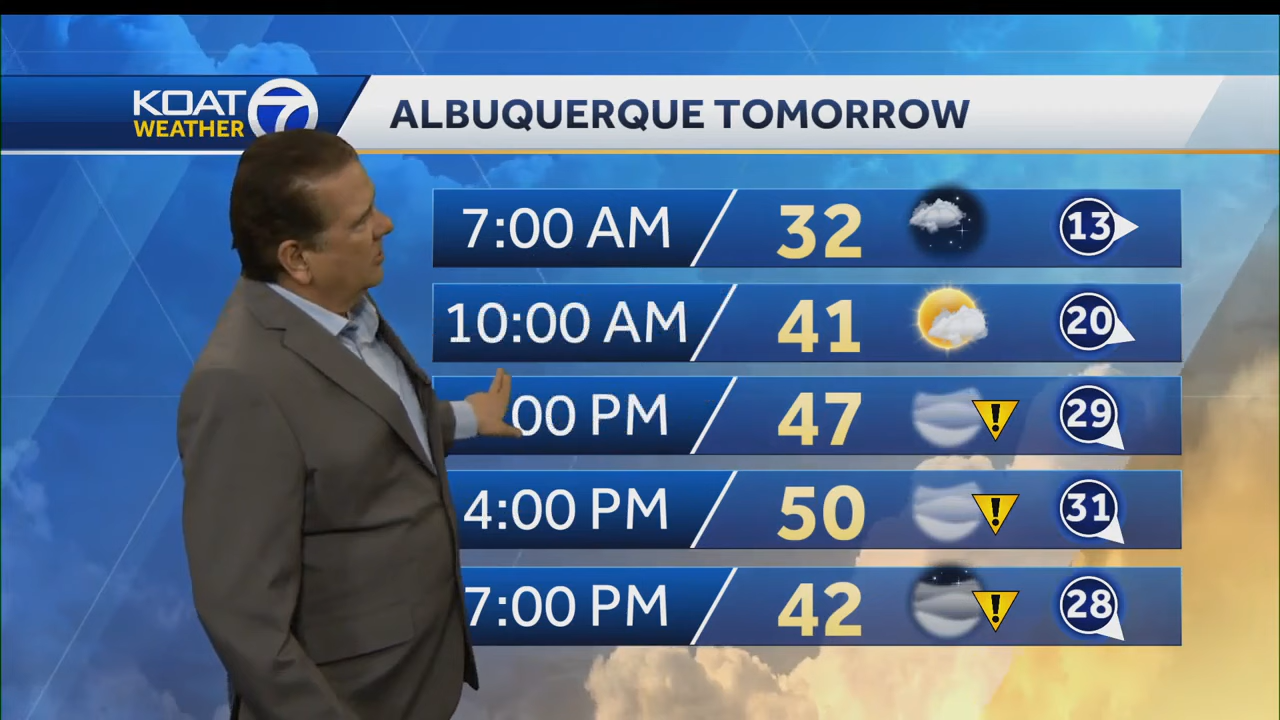 KOAT 7
WEATHER
ALBUQUERQUE TOMORROW
7:00 AM 32 13
10:00 AM 41 20
:00 PM 47 ! 29
4:00 PM 50 ! 31
7:00 PM 42 ! 28